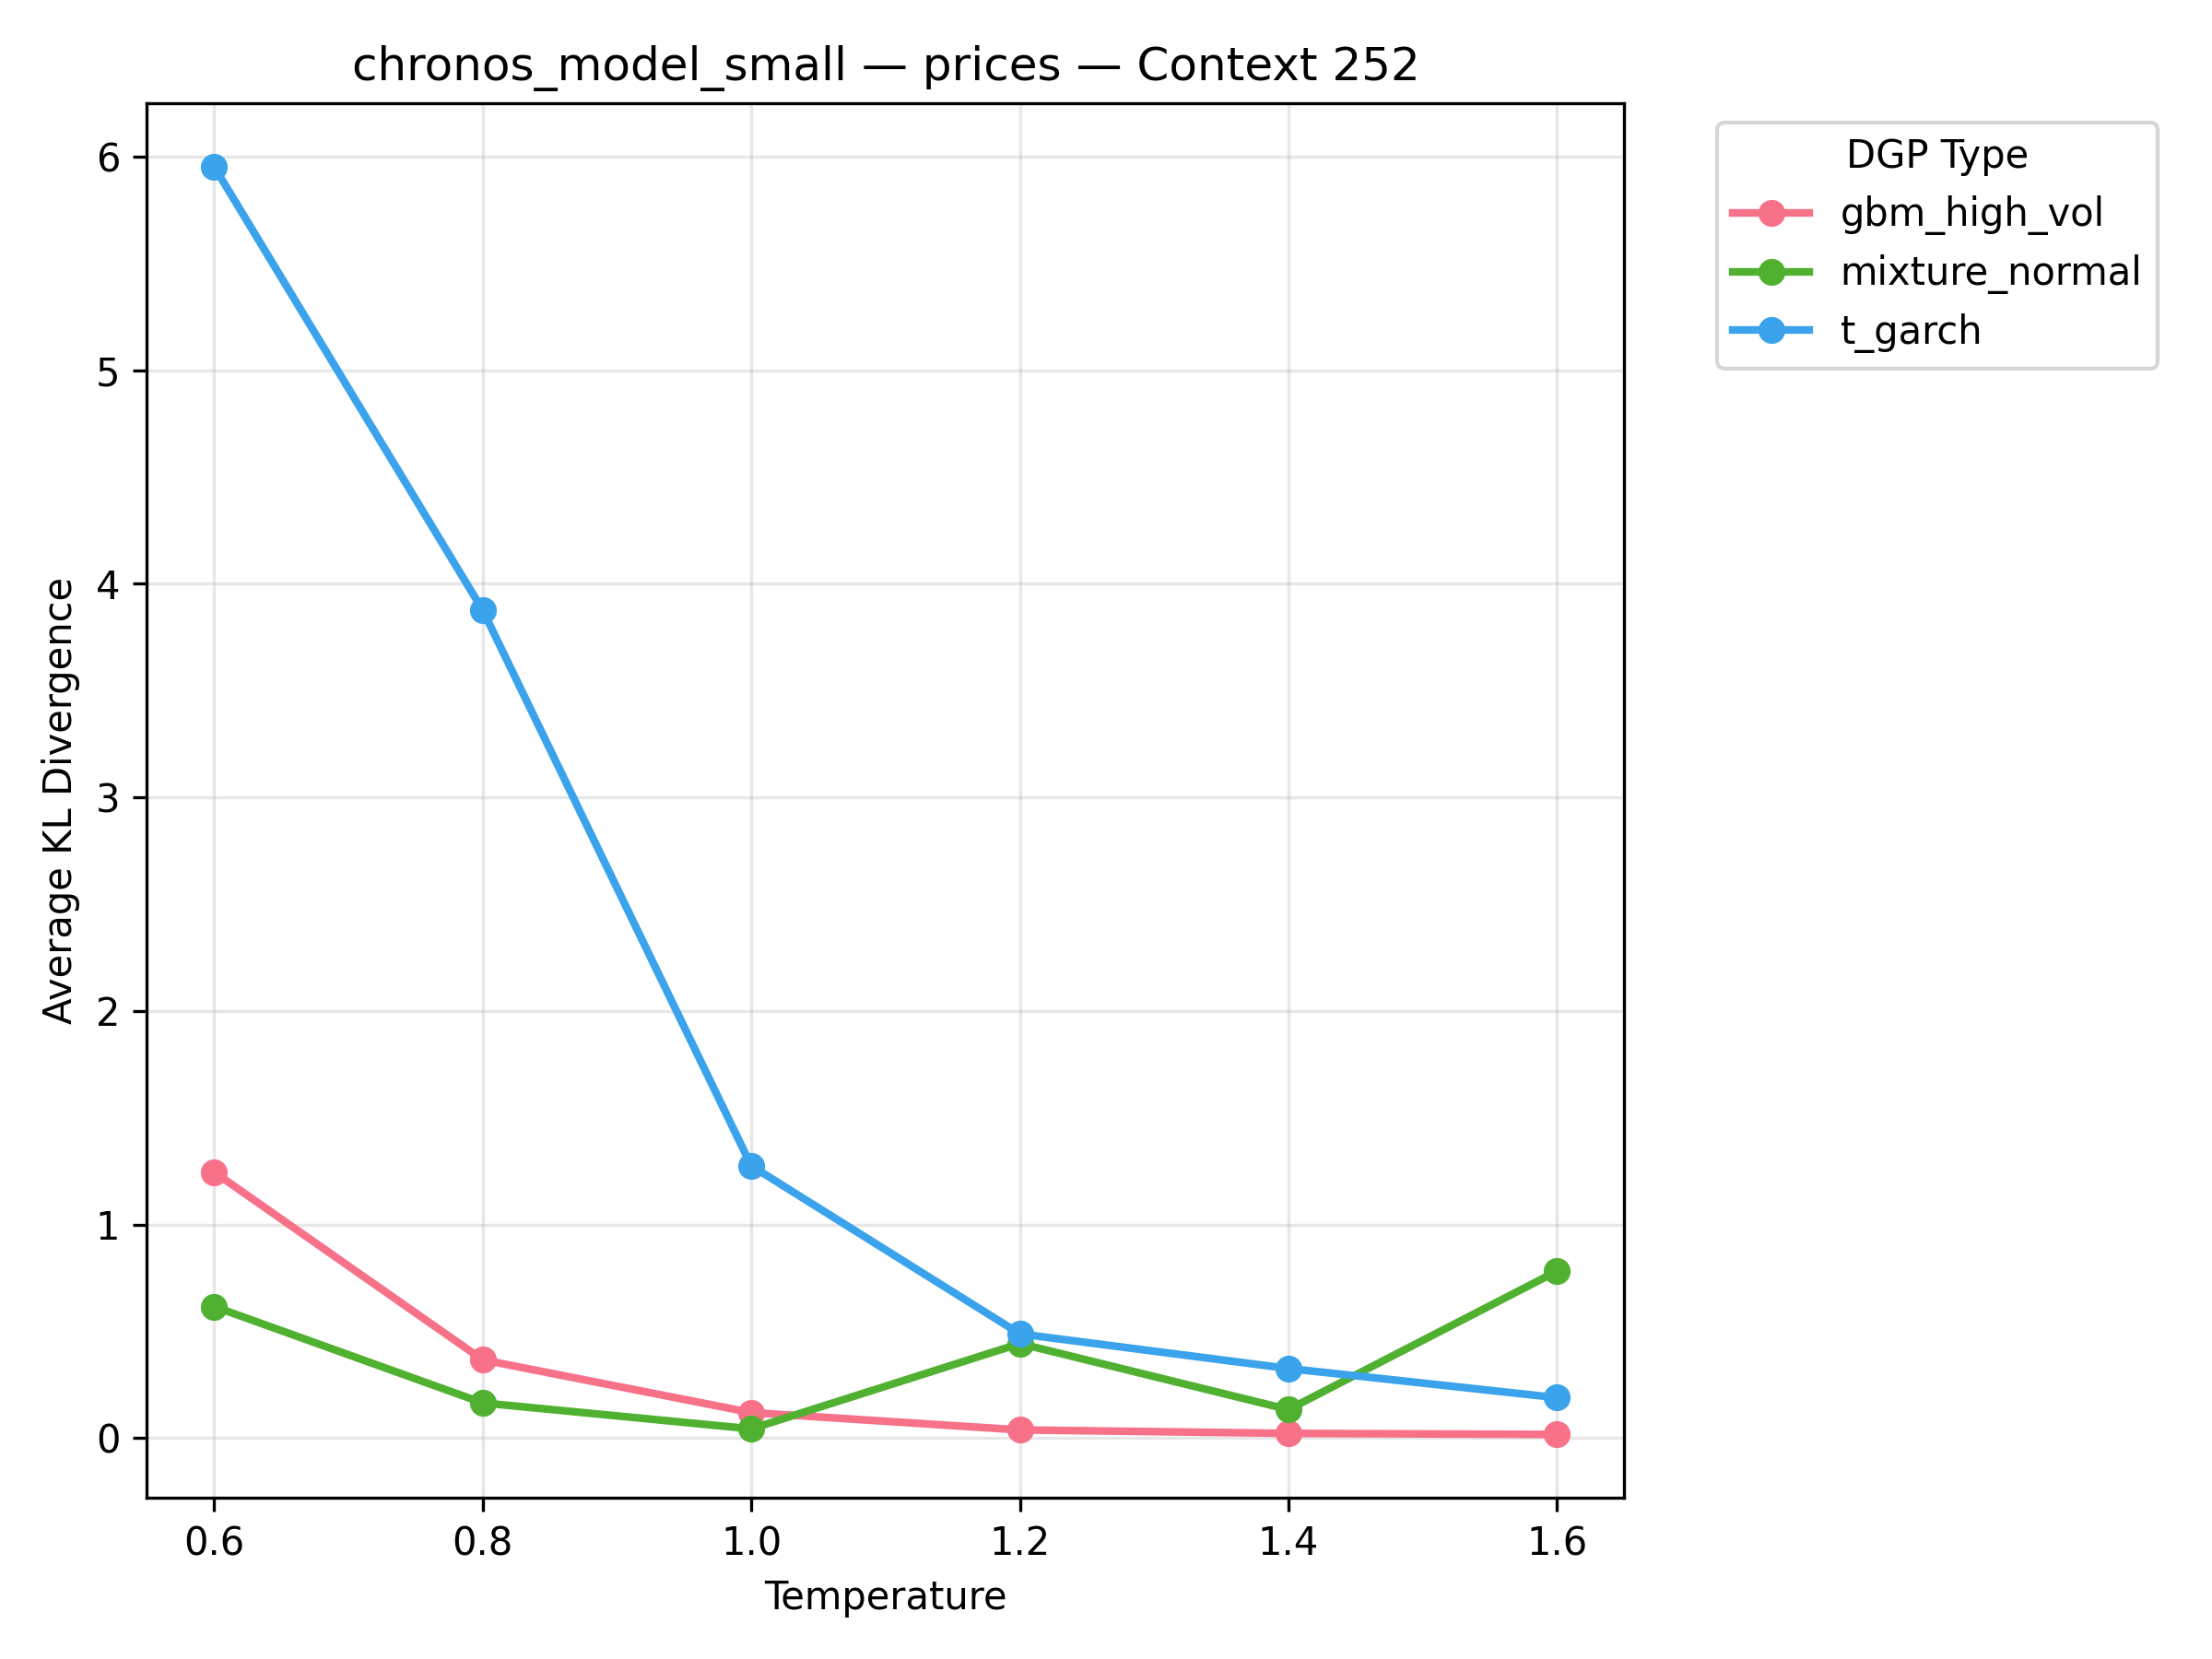 chronos_model_small — prices — Context 252
DGP Type
gbm_high_vol
mixture_normal
t_garch
Average KL Divergence
6
5
4
3
2
1
0
0.6 0.8 1.0 1.2 1.4 1.6
Temperature